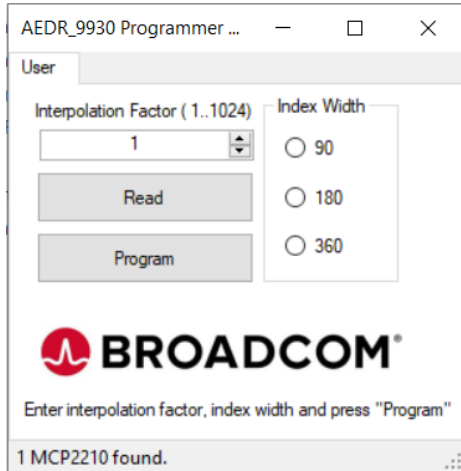 AEDR_9930 Programmer ...
User
Interpolation Factor ( 1..1024)
1
Read
Program
Index Width
90
180
360
BROADCOM®
Enter interpolation factor, index width and press "Program"
1 MCP2210 found.